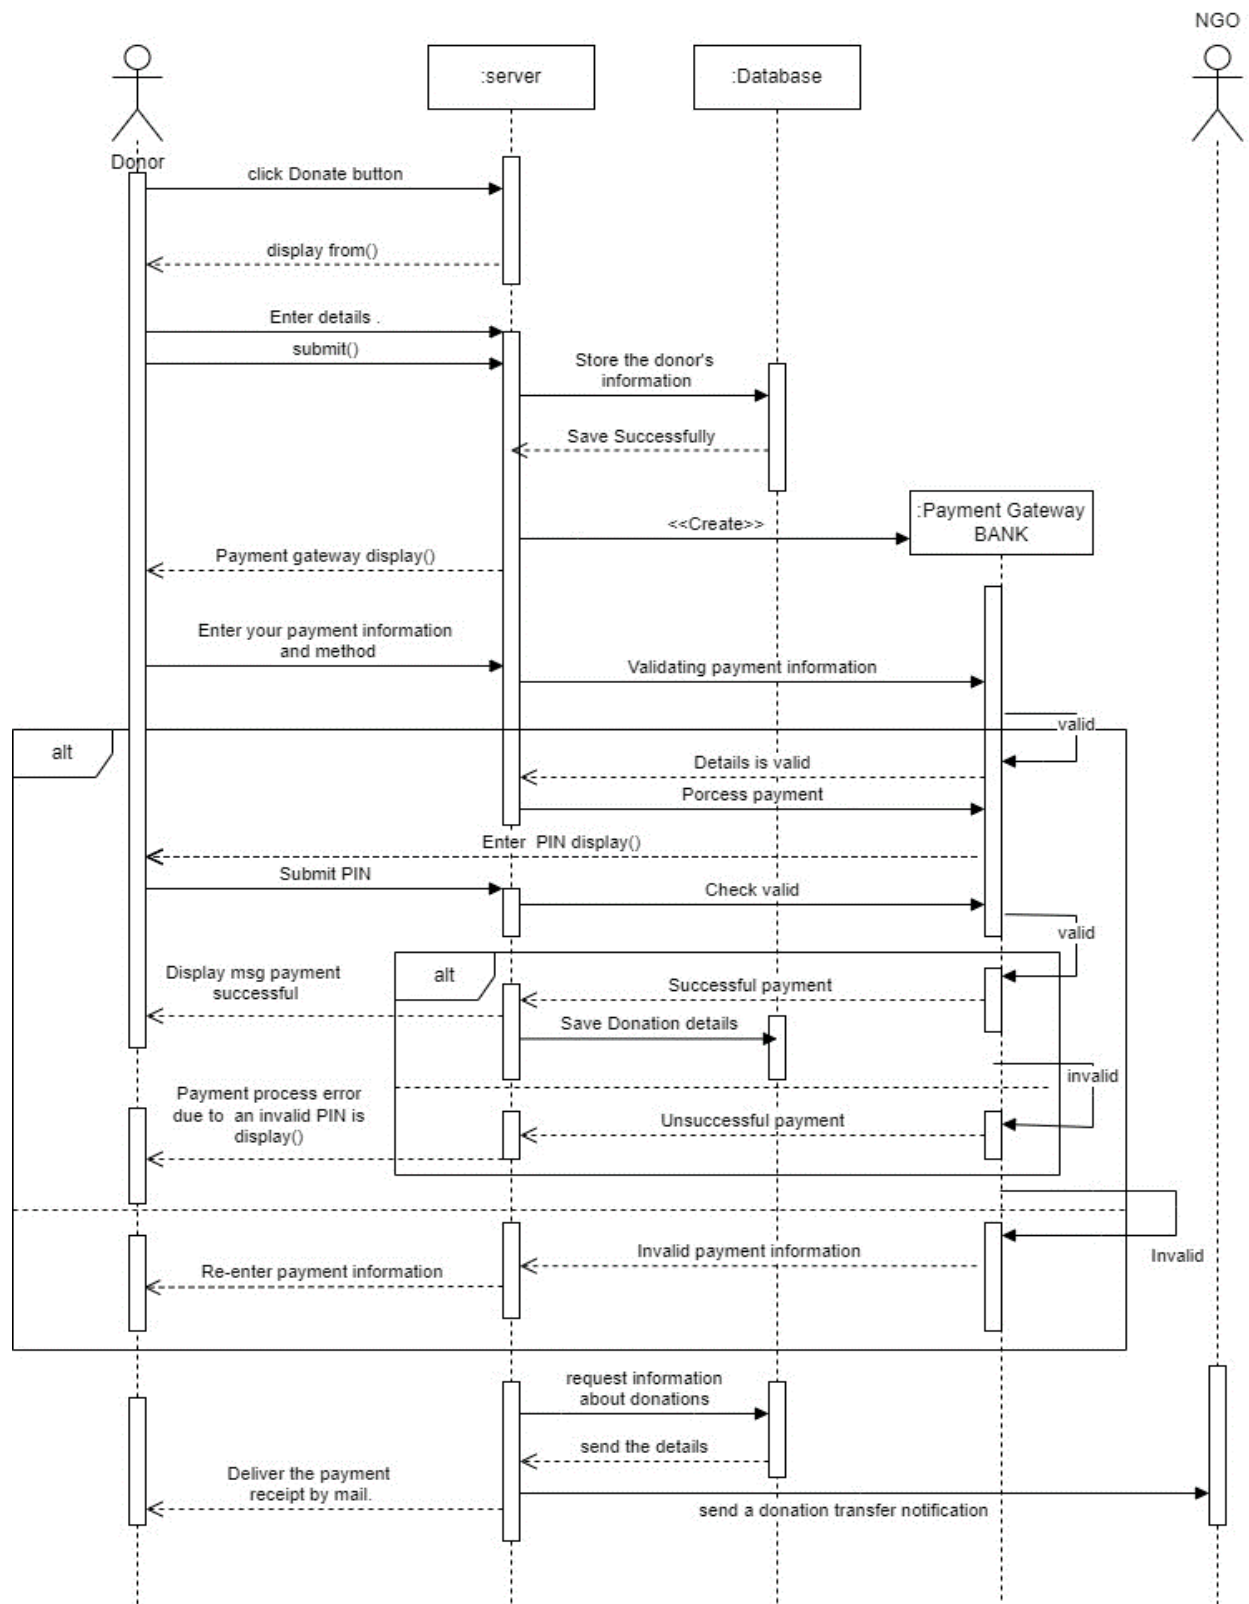 NGO
:server
:Database
Donor
click Donate button
display from()
Enter details .
submit()
Store the donor's
information
Save Successfully
<<Create>>
:Payment Gateway
BANK
Payment gateway display()
Enter your payment information
and method
Validating payment information
valid
alt
Details is valid
Porcess payment
Enter  PIN display()
Submit PIN
Check valid
valid
Display msg payment
successful
alt
Successful payment
Save Donation details
invalid
Payment process error
due to  an invalid PIN is
display()
Unsuccessful payment
Invalid payment information
Invalid
Re-enter payment information
request information
about donations
send the details
Deliver the payment
receipt by mail.
send a donation transfer notification